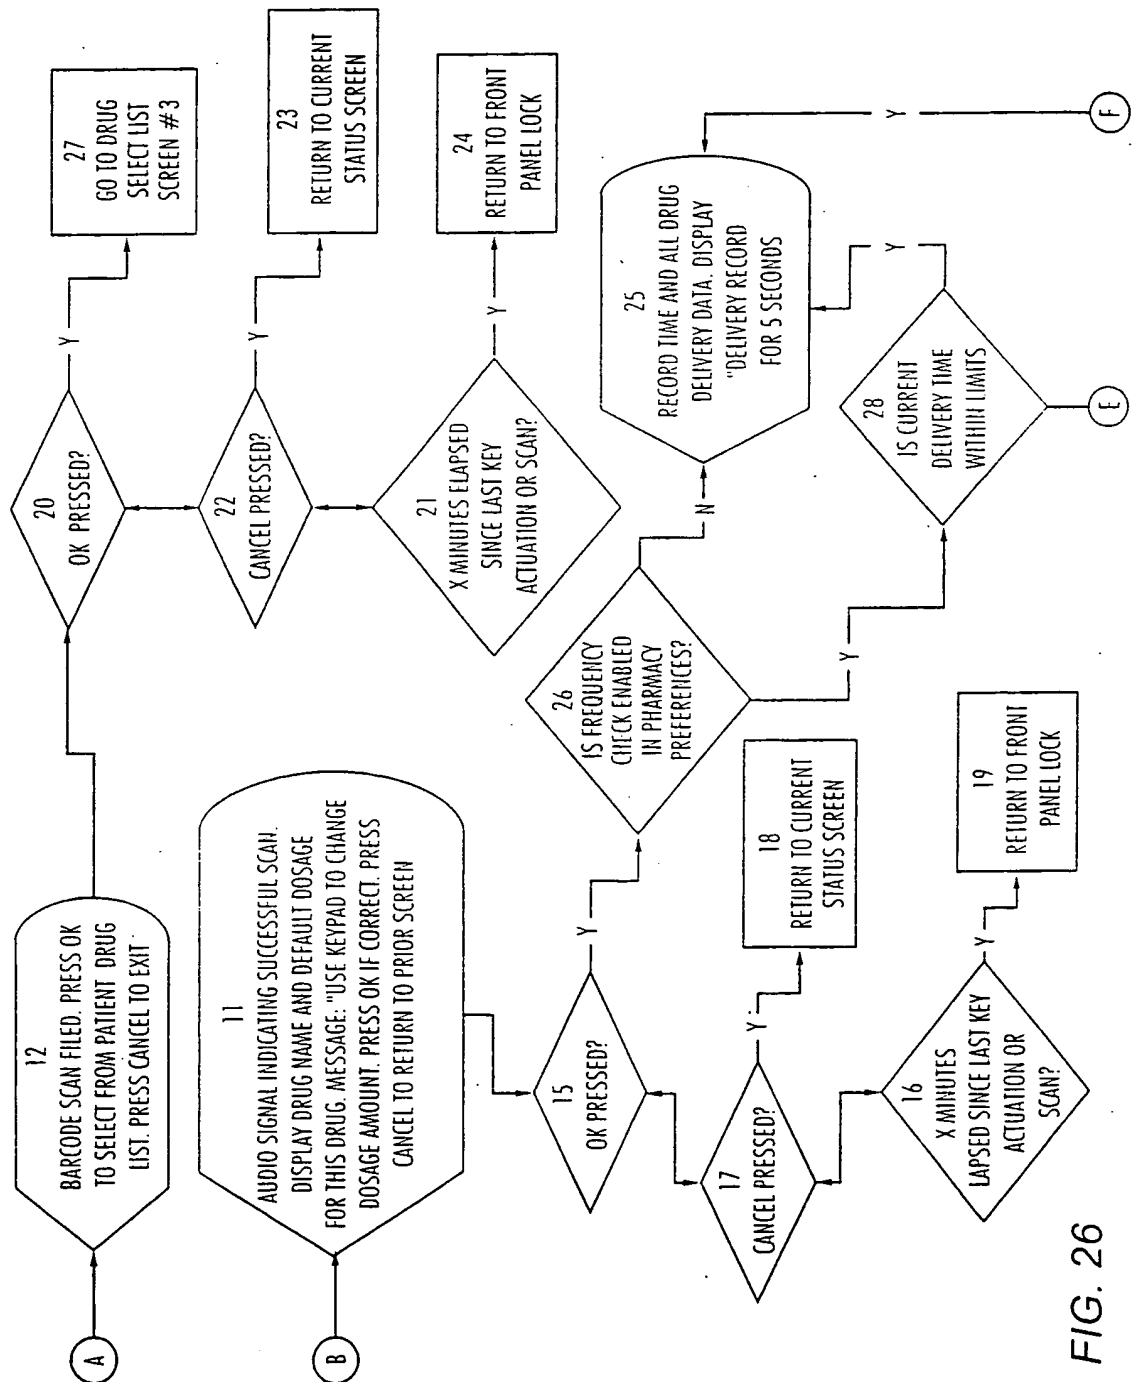 A
12
BARCODE SCAN FILED. PRESS OK
TO SELECT FROM PATIENT DRUG
LIST. PRESS CANCEL TO EXIT
20
OK PRESSED?
Y
27
GO TO DRUG
SELECT LIST
SCREEN #3
22
CANCEL PRESSED?
Y
23
RETURN TO CURRENT
STATUS SCREEN
21
X MINUTES ELAPSED
SINCE LAST KEY
ACTUATION OR SCAN?
Y
24
RETURN TO FRONT
PANEL LOCK
B
11
AUDIO SIGNAL INDICATING SUCCESSFUL SCAN.
DISPLAY DRUG NAME AND DEFAULT DOSAGE
FOR THIS DRUG. MESSAGE: "USE KEYPAD TO CHANGE
DOSAGE AMOUNT. PRESS OK IF CORRECT. PRESS
CANCEL TO RETURN TO PRIOR SCREEN
15
OK PRESSED?
Y
26
IS FREQUENCY
CHECK ENABLED
IN PHARMACY
PREFERENCES?
N
25
RECORD TIME AND ALL DRUG
DELIVERY DATA. DISPLAY
"DELIVERY RECORD
FOR 5 SECONDS
Y
F
Y
28
IS CURRENT
DELIVERY TIME
WITHIN LIMITS
Y
E
17
CANCEL PRESSED?
Y
18
RETURN TO CURRENT
STATUS SCREEN
16
X MINUTES
LAPSED SINCE LAST KEY
ACTUATION OR
SCAN?
Y
19
RETURN TO FRONT
PANEL LOCK
FIG. 26